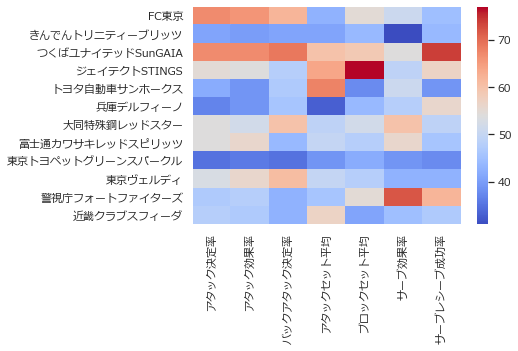 FC東京
きんでんトリニティーブリッツ
つくばユナイテッドSunGAIA
ジェイテクトSTINGS
トヨタ自動車サンホークス
兵庫デルフィーノ
大同特殊鋼レッドスター
富士通カワサキレッドスピリッツ
東京トヨペットグリーンスパークル
東京ヴェルディ
警視庁フォートファイターズ
近畿クラブスフィーダ
アタック決定率
アタック効果率
バックアタック決定率
アタックセット平均
ブロックセット平均
サーブ効果率
サーブレシーブ成功率
70
60
50
40